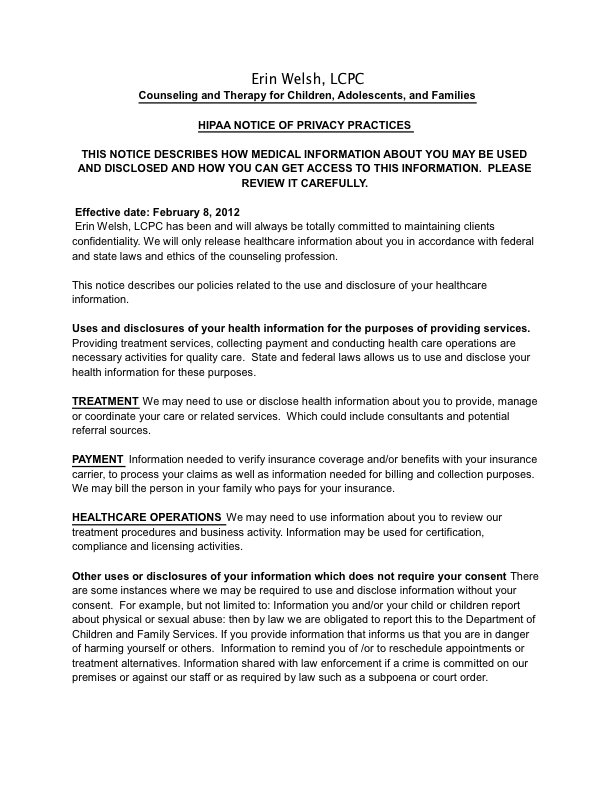 Erin Welsh, LCPC
Counseling and Therapy for Children, Adolescents, and Families
HIPAA NOTICE OF PRIVACY PRACTICES
THIS NOTICE DESCRIBES HOW MEDICAL INFORMATION ABOUT YOU MAY BE USED
AND DISCLOSED AND HOW YOU CAN GET ACCESS TO THIS INFORMATION.  PLEASE
REVIEW IT CAREFULLY.
Effective date: February 8, 2012
Erin Welsh, LCPC has been and will always be totally committed to maintaining clients
confidentiality. We will only release healthcare information about you in accordance with federal
and state laws and ethics of the counseling profession.
This notice describes our policies related to the use and disclosure of your healthcare
information.
Uses and disclosures of your health information for the purposes of providing services.
Providing treatment services, collecting payment and conducting health care operations are
necessary activities for quality care.  State and federal laws allows us to use and disclose your
health information for these purposes.
TREATMENT We may need to use or disclose health information about you to provide, manage
or coordinate your care or related services.  Which could include consultants and potential
referral sources.
PAYMENT  Information needed to verify insurance coverage and/or benefits with your insurance
carrier, to process your claims as well as information needed for billing and collection purposes.
We may bill the person in your family who pays for your insurance.
HEALTHCARE OPERATIONS  We may need to use information about you to review our
treatment procedures and business activity. Information may be used for certification,
compliance and licensing activities.
Other uses or disclosures of your information which does not require your consent There
are some instances where we may be required to use and disclose information without your
consent.  For example, but not limited to: Information you and/or your child or children report
about physical or sexual abuse: then by law we are obligated to report this to the Department of
Children and Family Services. If you provide information that informs us that you are in danger
of harming yourself or others.  Information to remind you of /or to reschedule appointments or
treatment alternatives. Information shared with law enforcement if a crime is committed on our
premises or against our staff or as required by law such as a subpoena or court order.